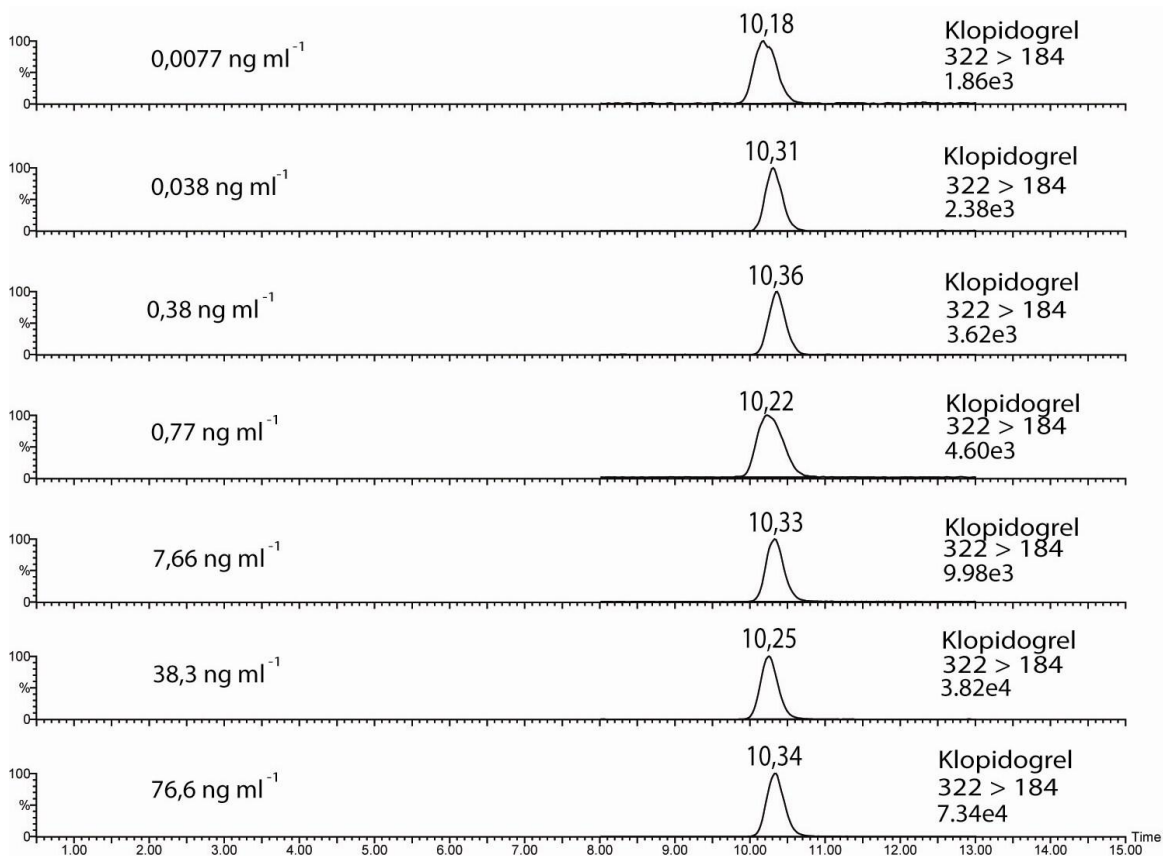 10,18
Klopidogrel
0,0077 ng ml-1
322 > 184
1.86e3
100
%
0
10,31
Klopidogrel
0,038 ng ml-1
322 > 184
2.38e3
100
%
0
10,36
Klopidogrel
0,38 ng ml-1
322 > 184
3.62e3
100
%
0
10,22
Klopidogrel
0,77 ng ml-1
322 > 184
4.60e3
100
%
0
10,33
Klopidogrel
7,66 ng ml-1
322 > 184
9.98e3
100
%
0
10,25
Klopidogrel
38,3 ng ml-1
322 > 184
3.82e4
100
%
0
10,34
Klopidogrel
76,6 ng ml-1
322 > 184
7.34e4
100
%
0
Time
1.00 2.00 3.00 4.00 5.00 6.00 7.00 8.00 9.00 10.00 11.00 12.00 13.00 14.00 15.00